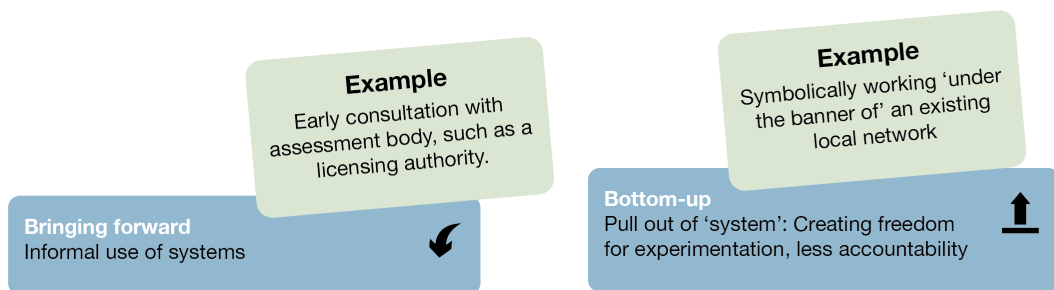 Example
Early consultation with
assessment body, such as a
licensing authority.
Bringing forward
Informal use of systems
Example
Symbolically working ‘under
the banner of’ an existing
local network
Bottom-up
Pull out of ‘system’: Creating freedom
for experimentation, less accountability